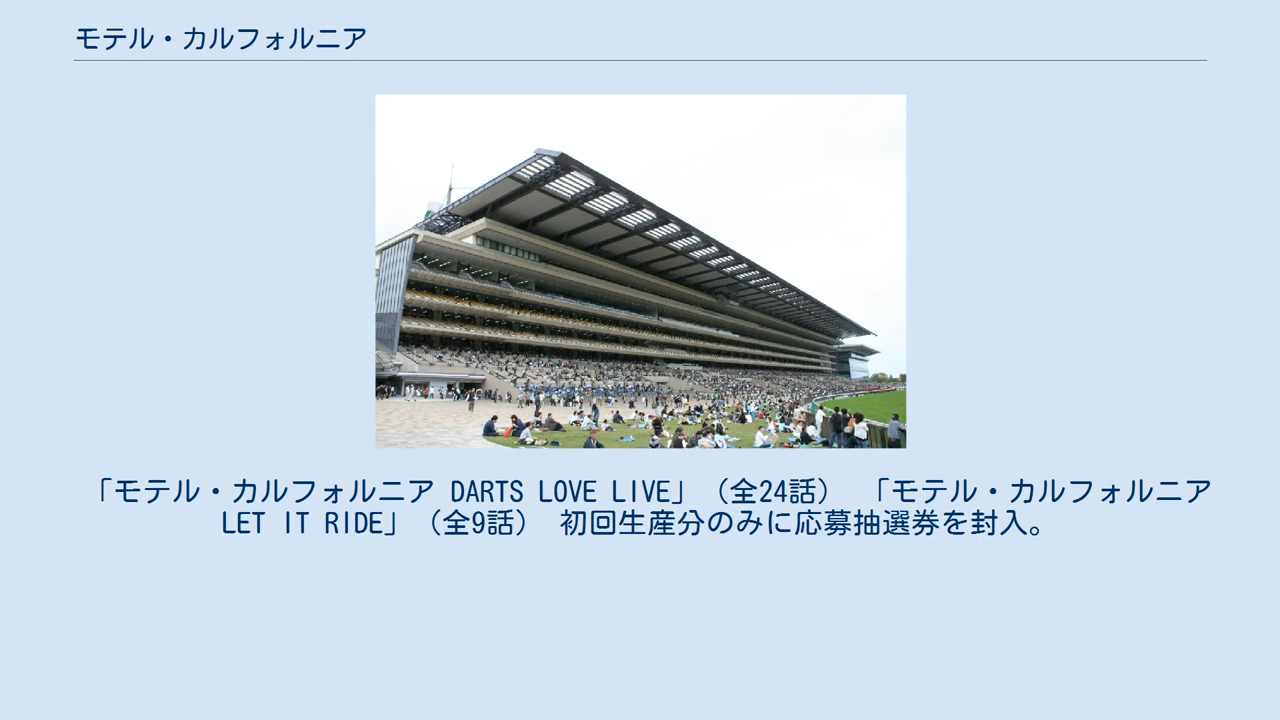 モテル・カルフォルニア
「モテル・カルフォルニア DARTS LOVE LIVE」（全24話） 「モテル・カルフォルニア
LET IT RIDE」（全9話） 初回生産分のみに応募抽選券を封入。